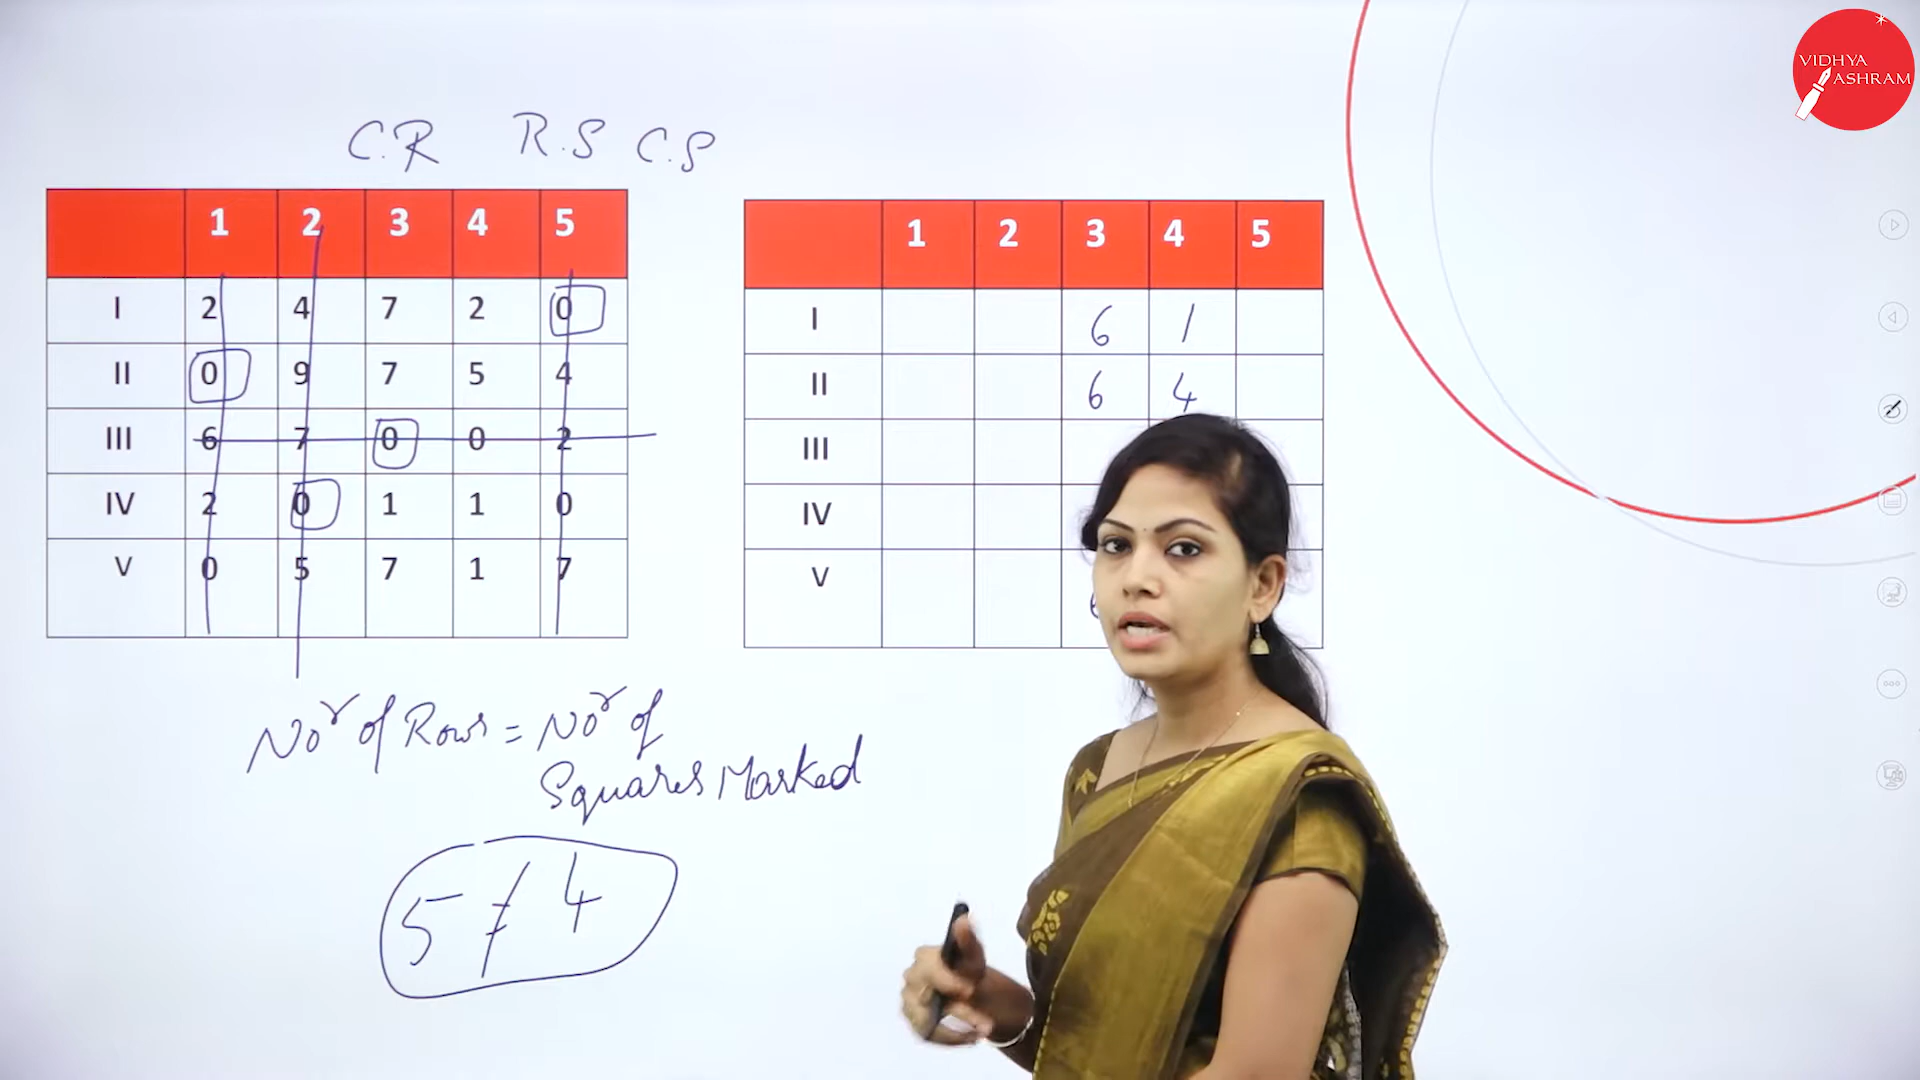 VIDHYA
ASHRAM
C.R R.S C.S
1 2 3 4 5
I 2 4 7 2 0
II 0 9 7 5 4
III 6 7 0 0 2
IV 2 0 1 1 0
V 0 5 7 1 7
1 2 3 4 5
I 6 1
II 6 4
III
IV
V
Noʳ of Rows = Noʳ of
Squares Marked
5 ≠ 4